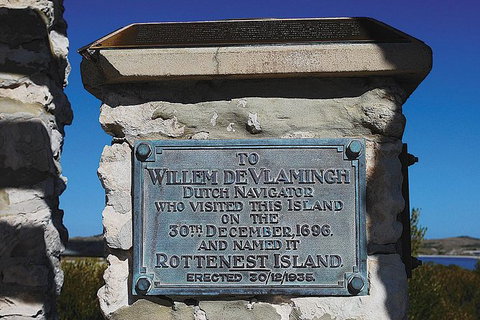 TO
WILLEM DE VLAMINGH
DUTCH NAVIGATOR
WHO VISITED THIS ISLAND
ON THE
30TH DECEMBER, 1696.
AND NAMED IT
ROTTENEST ISLAND
ERECTED 30/12/1935.